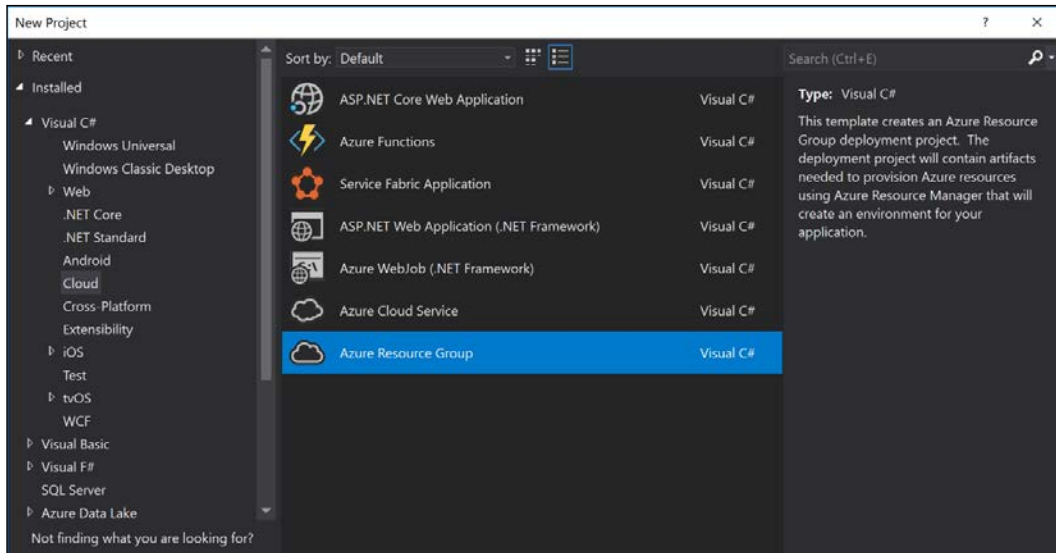 New Project
Recent
Installed
Visual C#
Windows Universal
Windows Classic Desktop
Web
.NET Core
.NET Standard
Android
Cloud
Cross-Platform
Extensibility
iOS
Test
tvOS
WCF
Visual Basic
Visual F#
SQL Server
Azure Data Lake
Not finding what you are looking for?
Sort by: Default
ASP.NET Core Web Application Visual C#
Azure Functions Visual C#
Service Fabric Application Visual C#
ASP.NET Web Application (.NET Framework) Visual C#
Azure WebJob (.NET Framework) Visual C#
Azure Cloud Service Visual C#
Azure Resource Group Visual C#
Search (Ctrl+E)
Type: Visual C#
This template creates an Azure Resource
Group deployment project. The
deployment project will contain artifacts
needed to provision Azure resources
using Azure Resource Manager that will
create an environment for your
application.